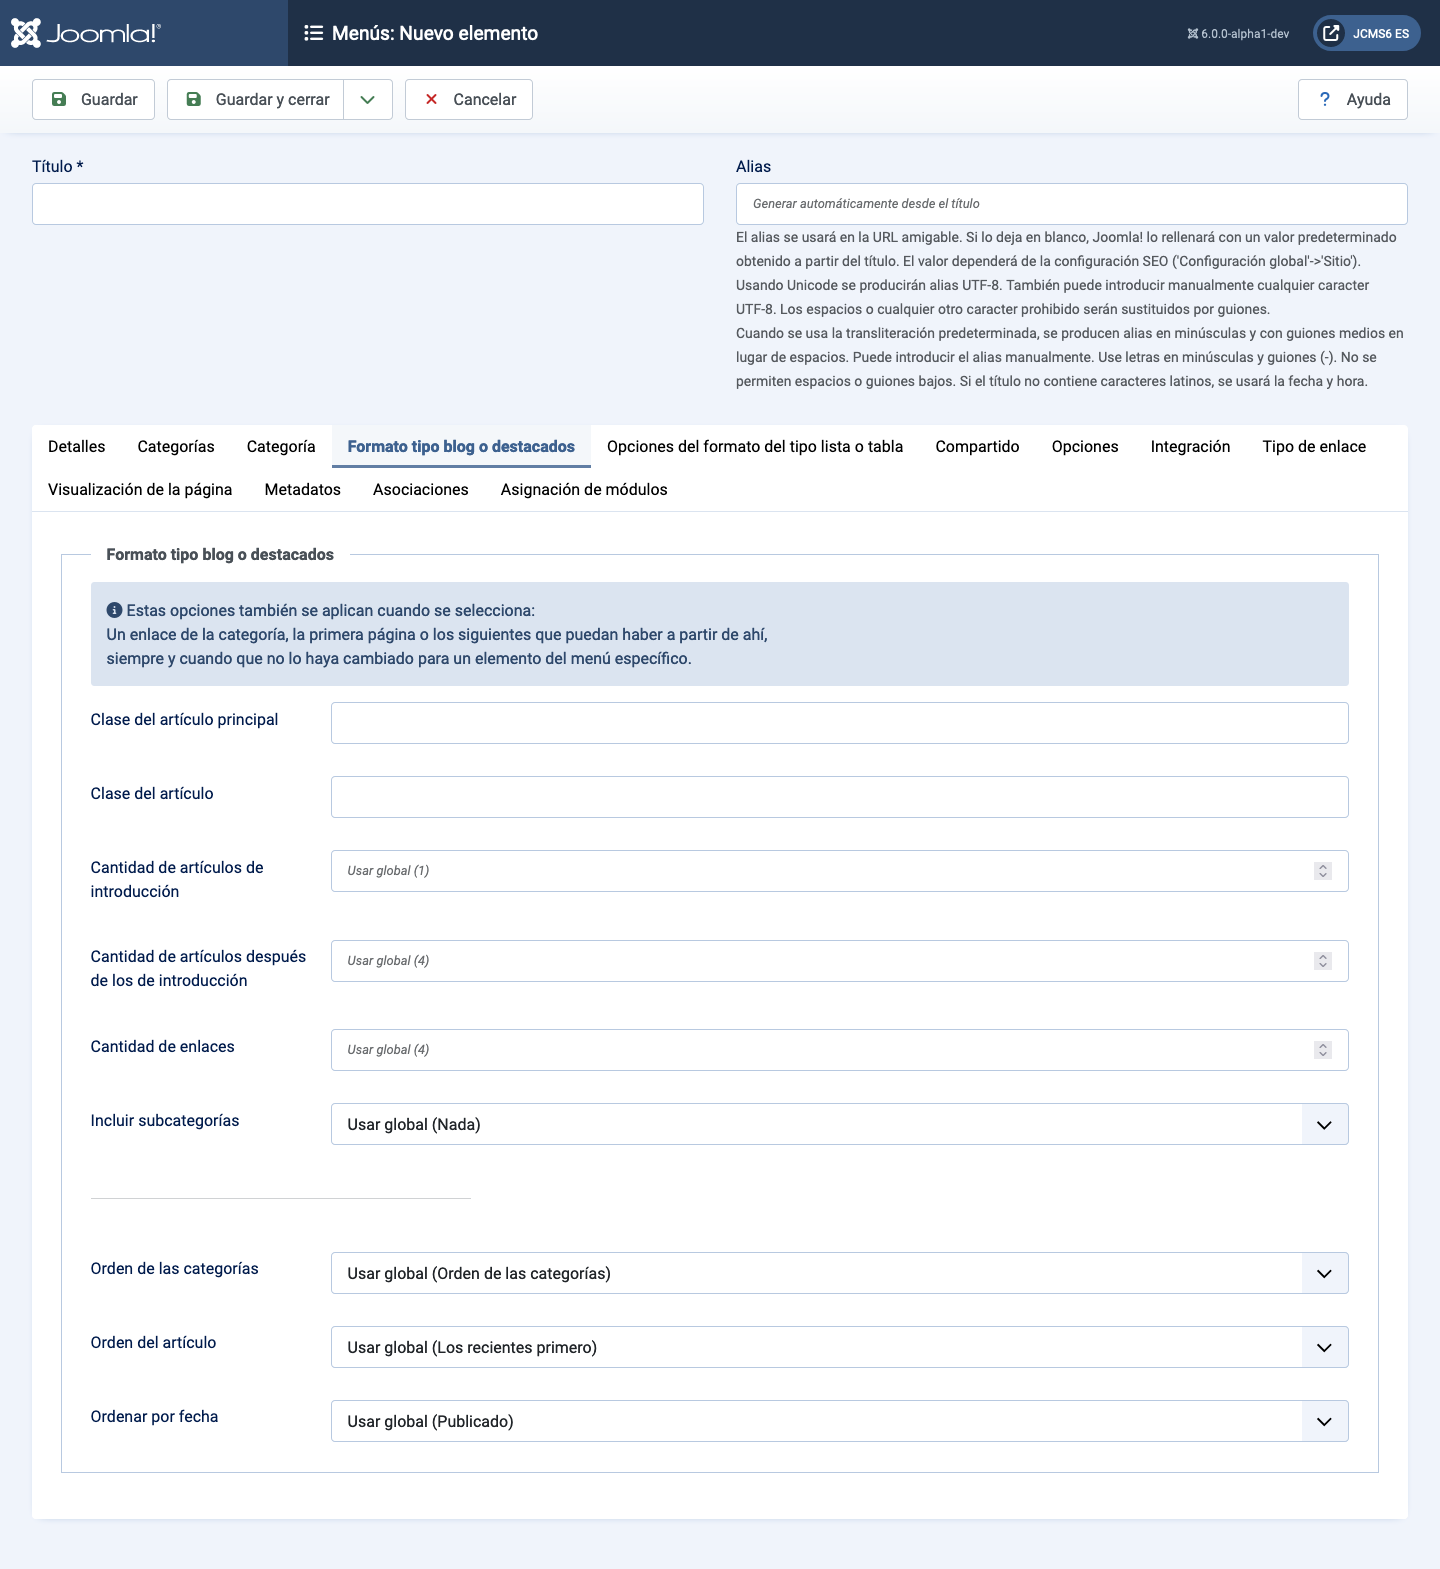 Joomla!®
Menús: Nuevo elemento
6.0.0-alpha1-dev
JCMS6 ES
Guardar
Guardar y cerrar
Cancelar
? Ayuda
Título *
Alias
Generar automáticamente desde el título
El alias se usará en la URL amigable. Si lo deja en blanco, Joomla! lo rellenará con un valor predeterminado
obtenido a partir del título. El valor dependerá de la configuración SEO ('Configuración global'->'Sitio').
Usando Unicode se producirán alias UTF-8. También puede introducir manualmente cualquier caracter
UTF-8. Los espacios o cualquier otro caracter prohibido serán sustituidos por guiones.
Cuando se usa la transliteración predeterminada, se producen alias en minúsculas y con guiones medios en
lugar de espacios. Puede introducir el alias manualmente. Use letras en minúsculas y guiones (-). No se
permiten espacios o guiones bajos. Si el título no contiene caracteres latinos, se usará la fecha y hora.
Detalles Categorías Categoría Formato tipo blog o destacados Opciones del formato del tipo lista o tabla Compartido Opciones Integración Tipo de enlace
Visualización de la página Metadatos Asociaciones Asignación de módulos
Formato tipo blog o destacados
Estas opciones también se aplican cuando se selecciona:
Un enlace de la categoría, la primera página o los siguientes que puedan haber a partir de ahí,
siempre y cuando que no lo haya cambiado para un elemento del menú específico.
Clase del artículo principal
Clase del artículo
Cantidad de artículos de
introducción
Usar global (1)
Cantidad de artículos después
de los de introducción
Usar global (4)
Cantidad de enlaces
Usar global (4)
Incluir subcategorías
Usar global (Nada)
Orden de las categorías
Usar global (Orden de las categorías)
Orden del artículo
Usar global (Los recientes primero)
Ordenar por fecha
Usar global (Publicado)